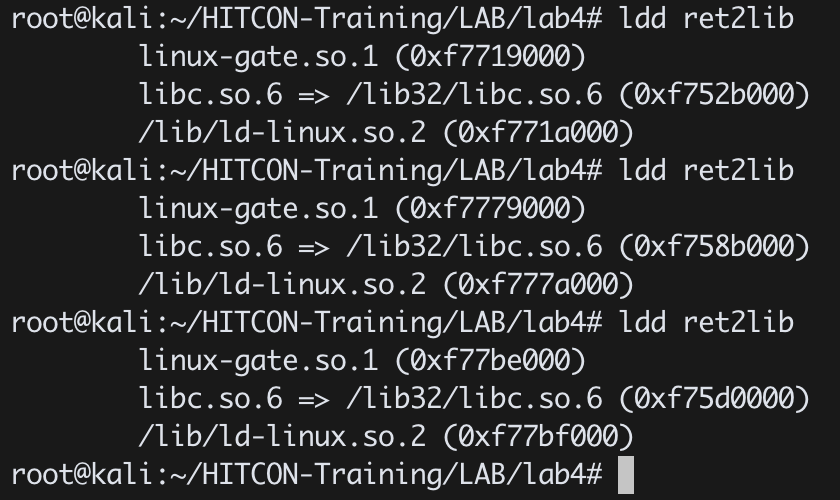 root@kali:~/HITCON-Training/LAB/lab4# ldd ret2lib
linux-gate.so.1 (0xf7719000)
libc.so.6 => /lib32/libc.so.6 (0xf752b000)
/lib/ld-linux.so.2 (0xf771a000)
root@kali:~/HITCON-Training/LAB/lab4# ldd ret2lib
linux-gate.so.1 (0xf7779000)
libc.so.6 => /lib32/libc.so.6 (0xf758b000)
/lib/ld-linux.so.2 (0xf777a000)
root@kali:~/HITCON-Training/LAB/lab4# ldd ret2lib
linux-gate.so.1 (0xf77be000)
libc.so.6 => /lib32/libc.so.6 (0xf75d0000)
/lib/ld-linux.so.2 (0xf77bf000)
root@kali:~/HITCON-Training/LAB/lab4#